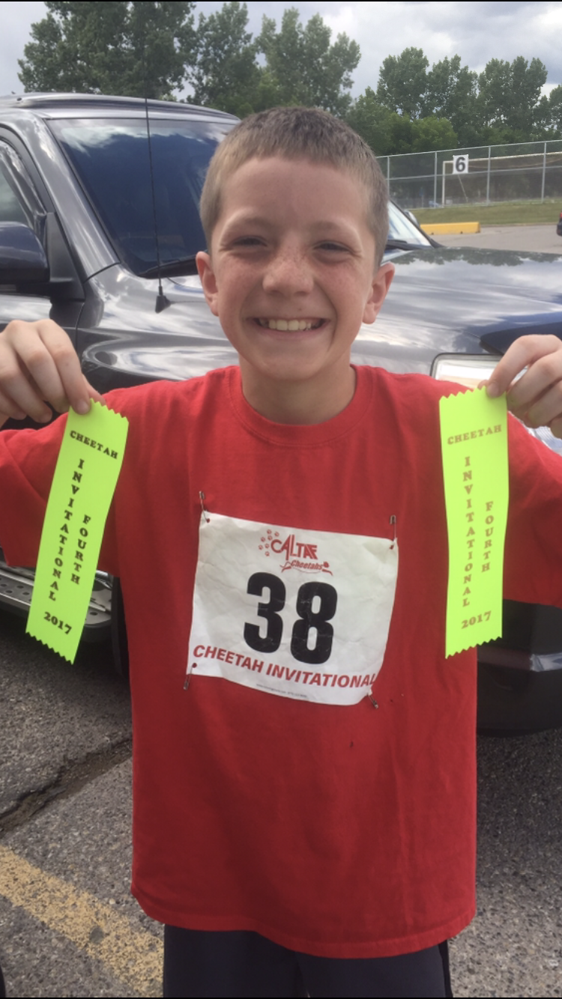 6
CHEETAH
INVITATIONAL
FOURTH
2017
CHEETAH
INVITATIONAL
FOURTH
2017
CALTAF
Cheetahs
38
CHEETAH INVITATIONAL